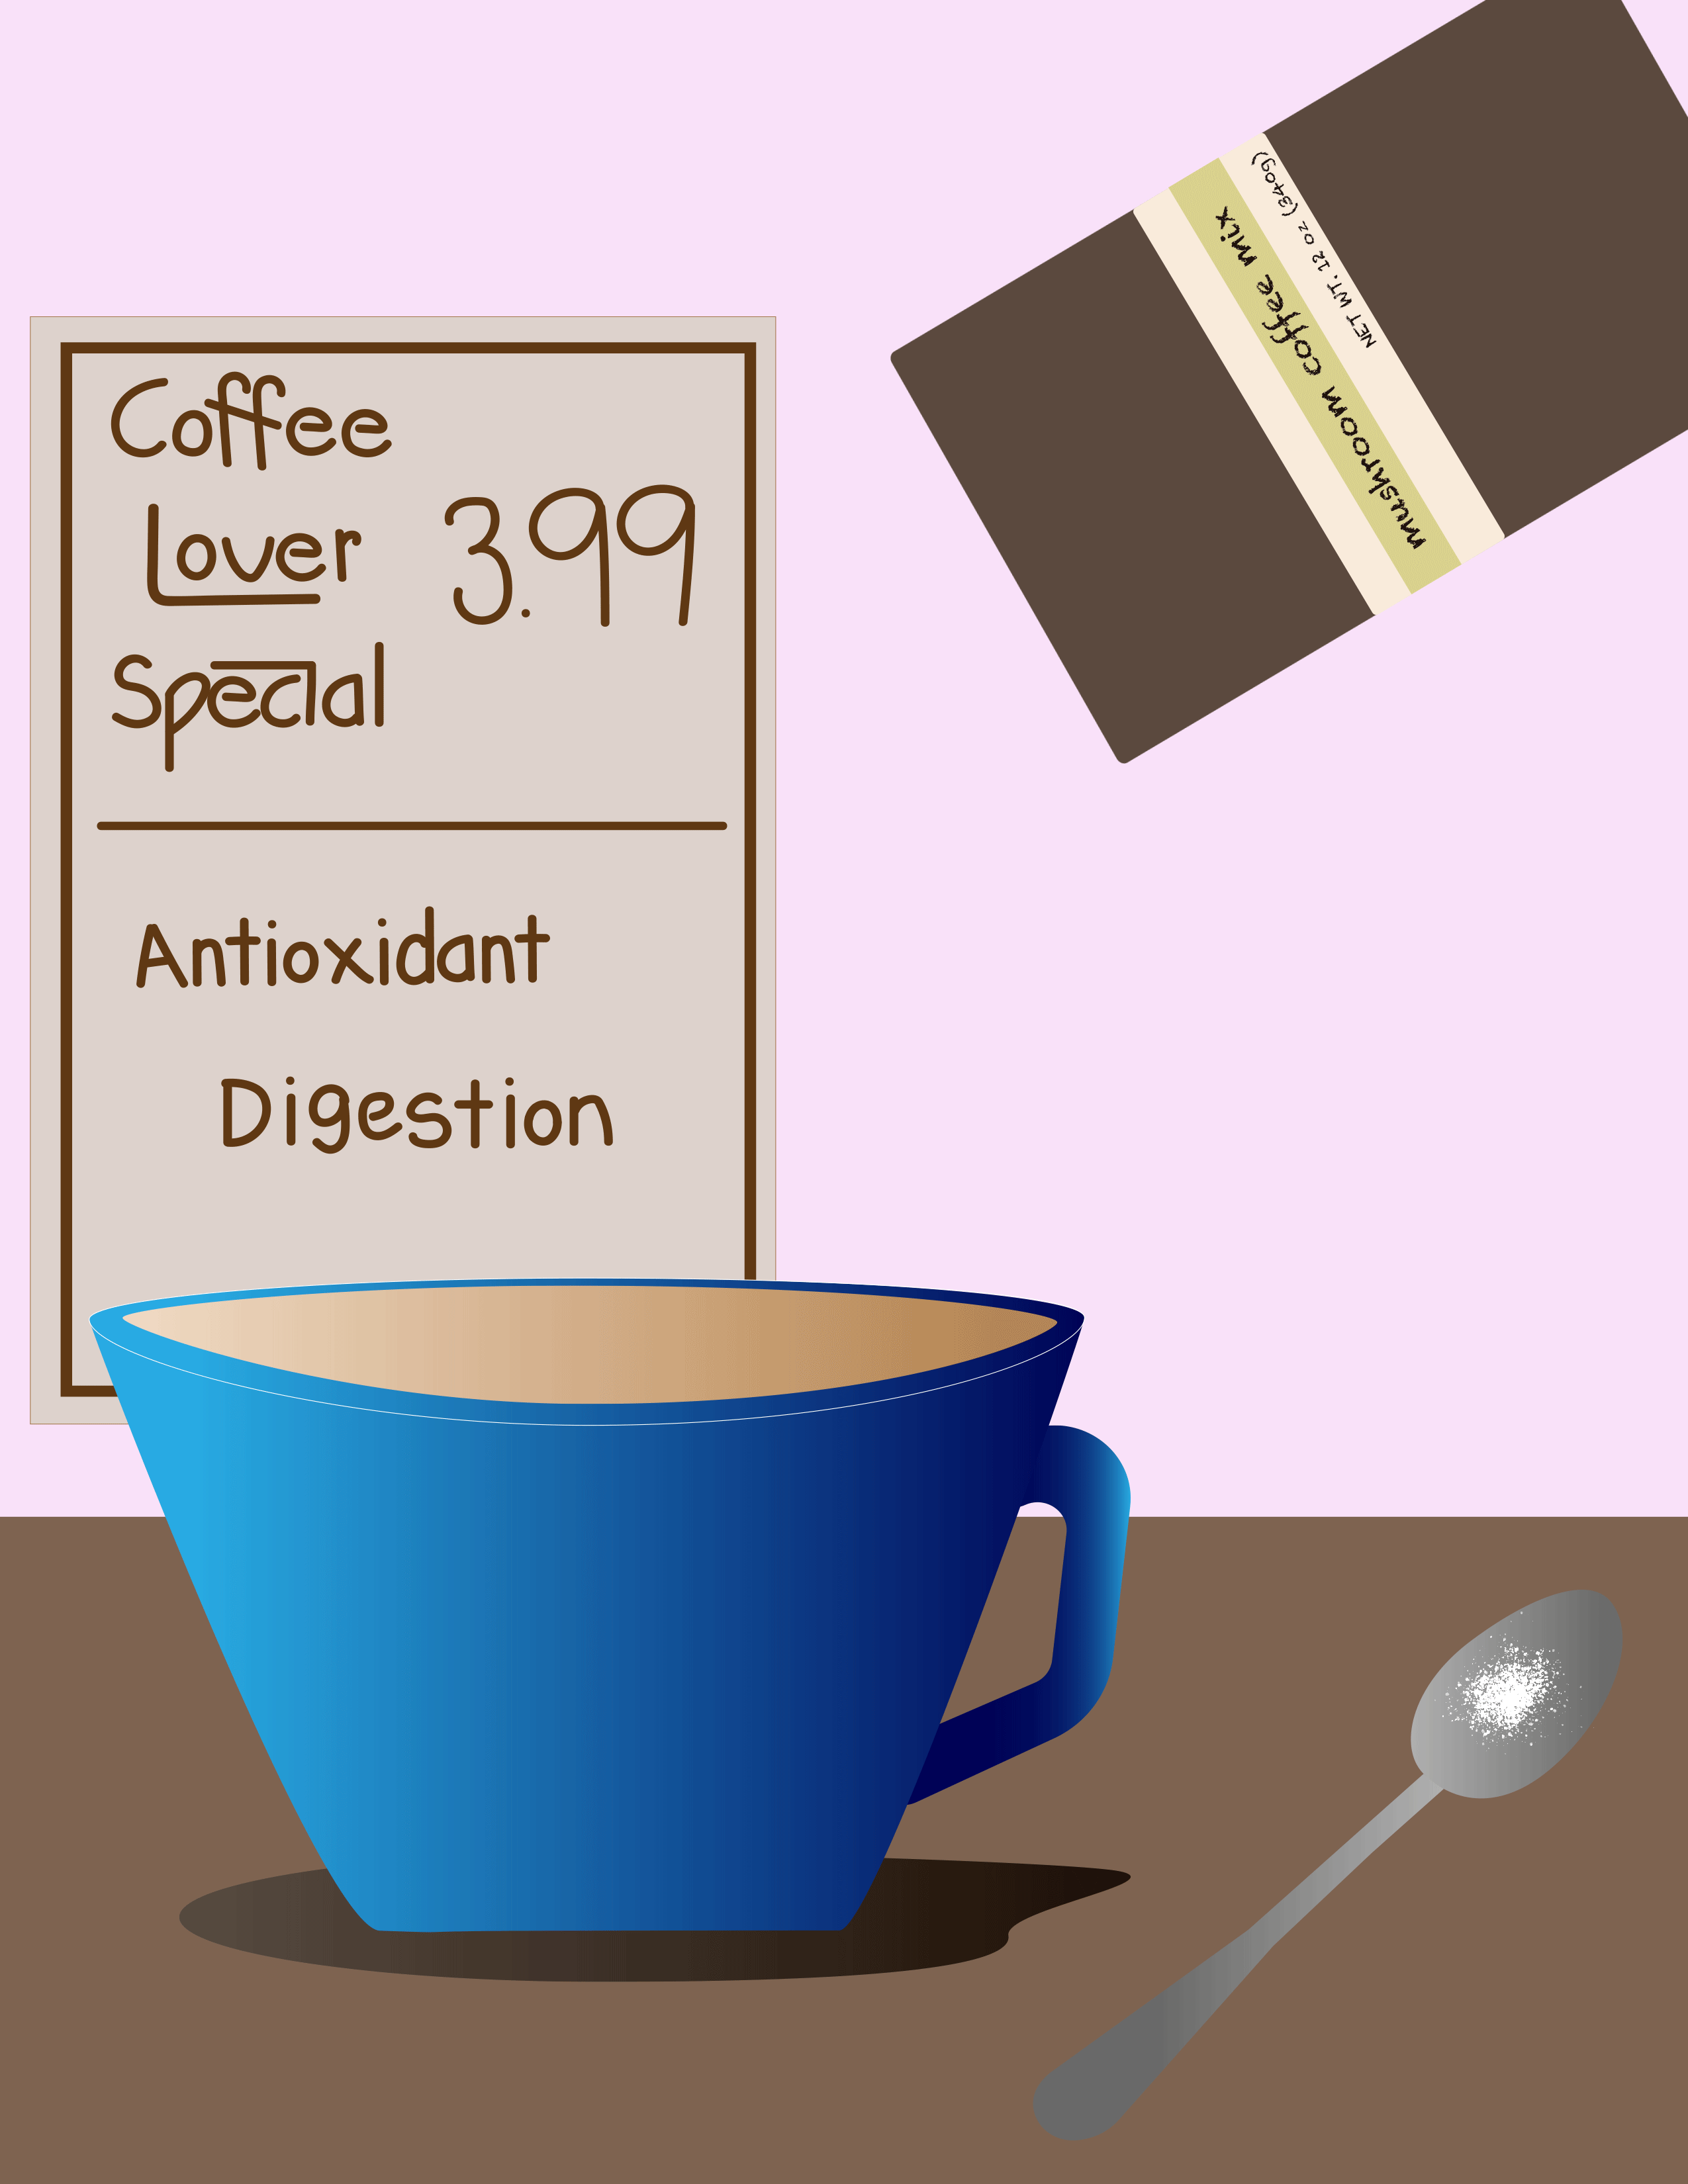 Coffee
Lover 3.99
Special
Antioxidant
Digestion
mushroom coffee mix
NET WT. 12 oz (340g)